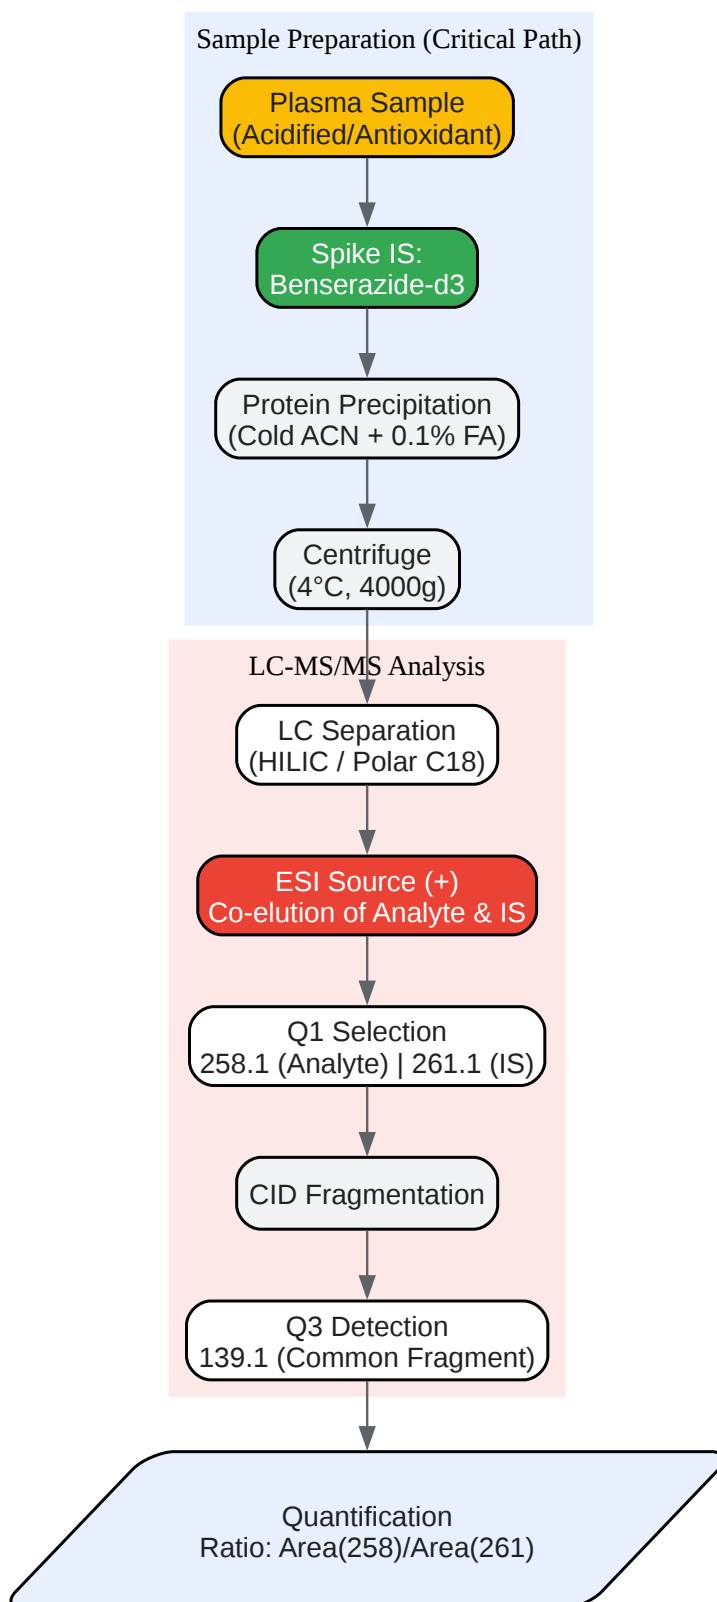 Sample Preparation (Critical Path)
Plasma Sample
(Acidified/Antioxidant)
Spike IS:
Benserazide-d3
Protein Precipitation
(Cold ACN + 0.1% FA)
Centrifuge
(4°C, 4000g)
LC-MS/MS Analysis
LC Separation
(HILIC / Polar C18)
ESI Source (+)
Co-elution of Analyte & IS
Q1 Selection
258.1 (Analyte) | 261.1 (IS)
CID Fragmentation
Q3 Detection
139.1 (Common Fragment)
Quantification
Ratio: Area(258)/Area(261)